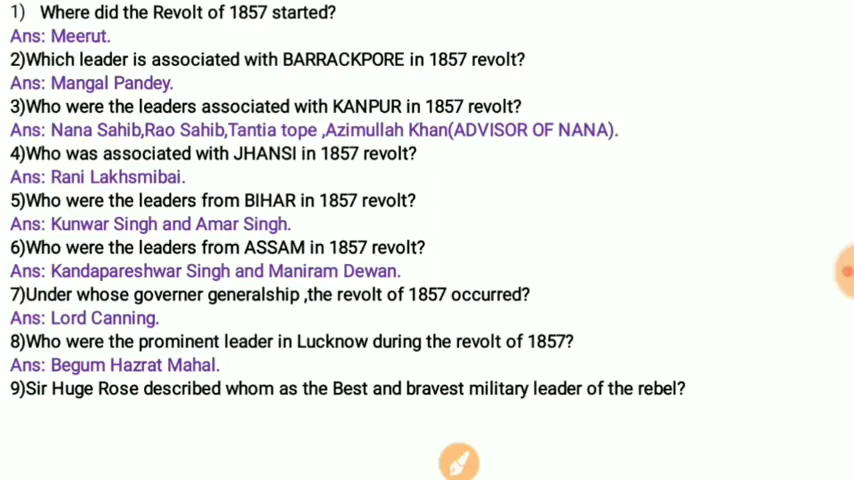 1) Where did the Revolt of 1857 started?
Ans: Meerut.
2)Which leader is associated with BARRACKPORE in 1857 revolt?
Ans: Mangal Pandey.
3)Who were the leaders associated with KANPUR in 1857 revolt?
Ans: Nana Sahib,Rao Sahib,Tantia tope ,Azimullah Khan(ADVISOR OF NANA).
4)Who was associated with JHANSI in 1857 revolt?
Ans: Rani Lakhsmibai.
5)Who were the leaders from BIHAR in 1857 revolt?
Ans: Kunwar Singh and Amar Singh.
6)Who were the leaders from ASSAM in 1857 revolt?
Ans: Kandapareshwar Singh and Maniram Dewan.
7)Under whose governer generalship ,the revolt of 1857 occurred?
Ans: Lord Canning.
8)Who were the prominent leader in Lucknow during the revolt of 1857?
Ans: Begum Hazrat Mahal.
9)Sir Huge Rose described whom as the Best and bravest military leader of the rebel?